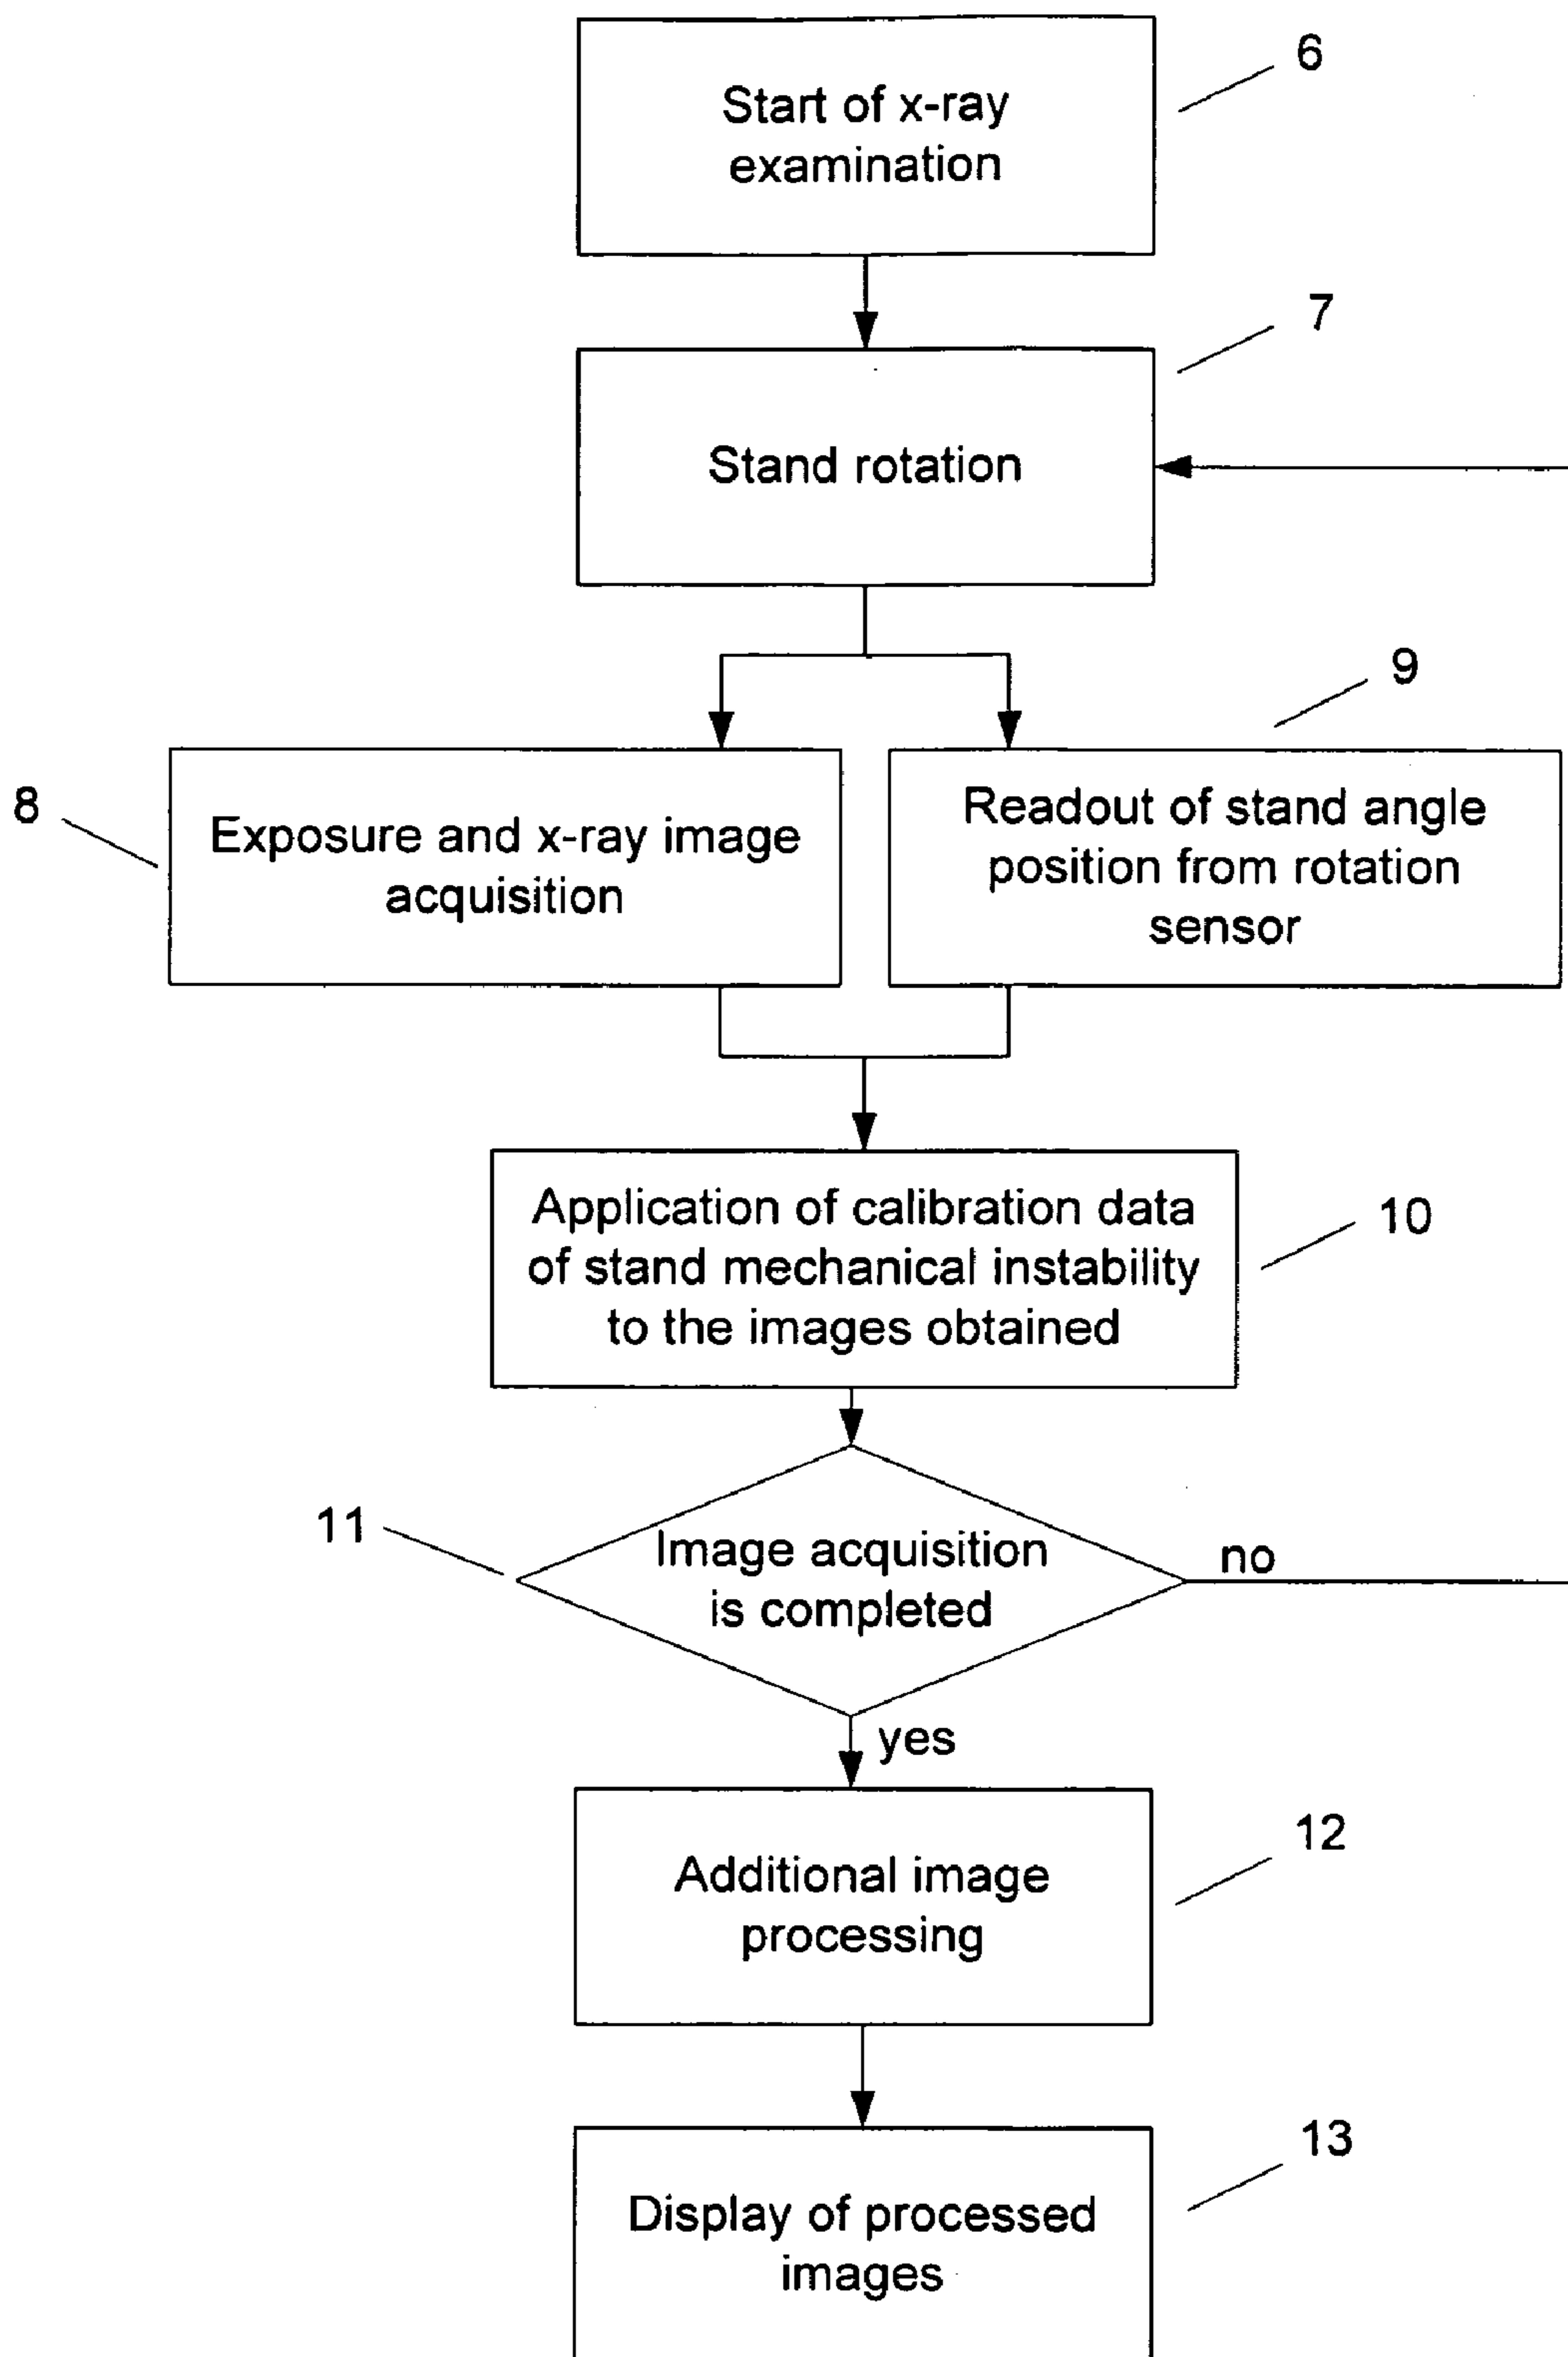 6
Start of x-ray
examination
7
Stand rotation
9
8
Exposure and x-ray image
acquisition
Readout of stand angle
position from rotation
sensor
Application of calibration data
of stand mechanical instability
to the images obtained
10
11
Image acquisition
is completed
no
yes
12
Additional image
processing
13
Display of processed
images